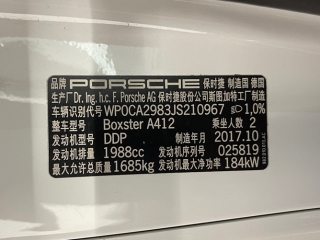 品牌 PORSCHE 保时捷 制造国 德国
生产厂 Dr. Ing. h.c. F. Porsche AG 保时捷股份公司斯图加特工厂制造
车辆识别代号 WP0CA2983JS210967 1,0%
整车型号 Boxster A412 乘坐人数 2
发动机型号 DDP 制造年月 2017.10
发动机排量 1988cc 发动机序列号 025819
最大允许总质量 1685kg 发动机最大净功率 184kW